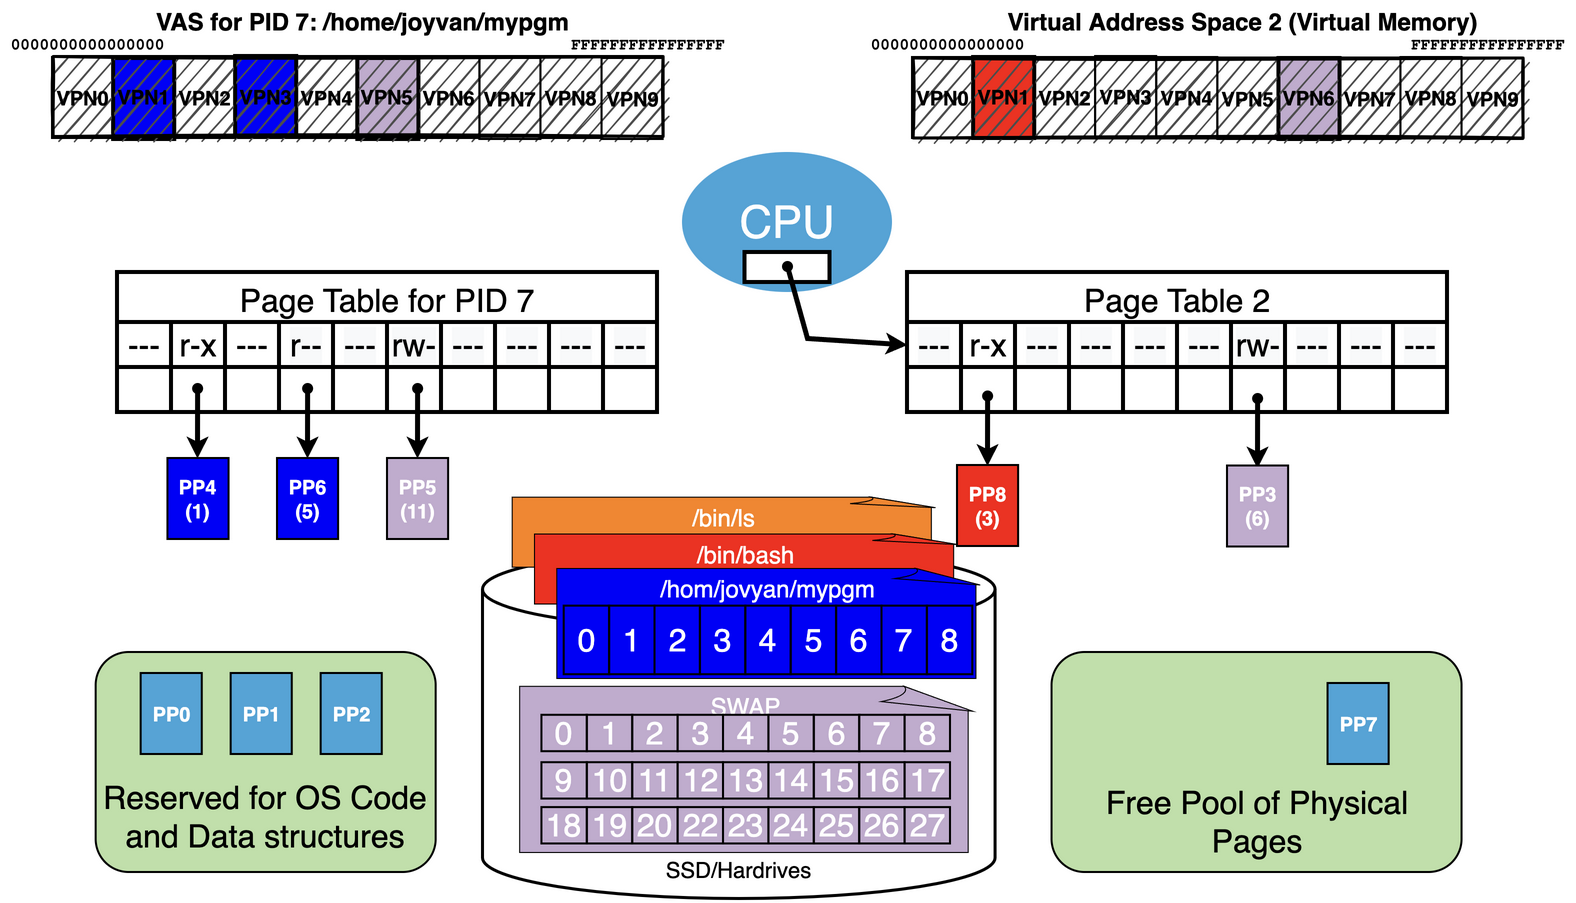 VAS for PID 7: /home/joyvan/mypgm
Virtual Address Space 2 (Virtual Memory)
0000000000000000
FFFFFFFFFFFFFFFF
0000000000000000
FFFFFFFFFFFFFFFF
VPN0 VPN1 VPN2 VPN3 VPN4 VPN5 VPN6 VPN7 VPN8 VPN9
VPN0 VPN1 VPN2 VPN3 VPN4 VPN5 VPN6 VPN7 VPN8 VPN9
CPU
Page Table for PID 7
--- r-x --- r-- --- rw- --- --- --- ---
Page Table 2
--- r-x --- --- --- --- rw- --- --- ---
PP4
(1)
PP6
(5)
PP5
(11)
PP8
(3)
PP3
(6)
/bin/ls
/bin/bash
/hom/jovyan/mypgm
0 1 2 3 4 5 6 7 8
SWAP
0 1 2 3 4 5 6 7 8
9 10 11 12 13 14 15 16 17
18 19 20 22 23 24 25 26 27
SSD/Hardrives
PP0 PP1 PP2
Reserved for OS Code
and Data structures
PP7
Free Pool of Physical
Pages